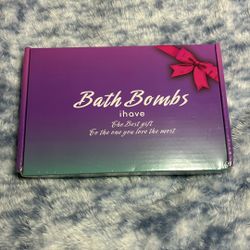 Bath Bombs
ihave
The Best gift
To the one you love the most